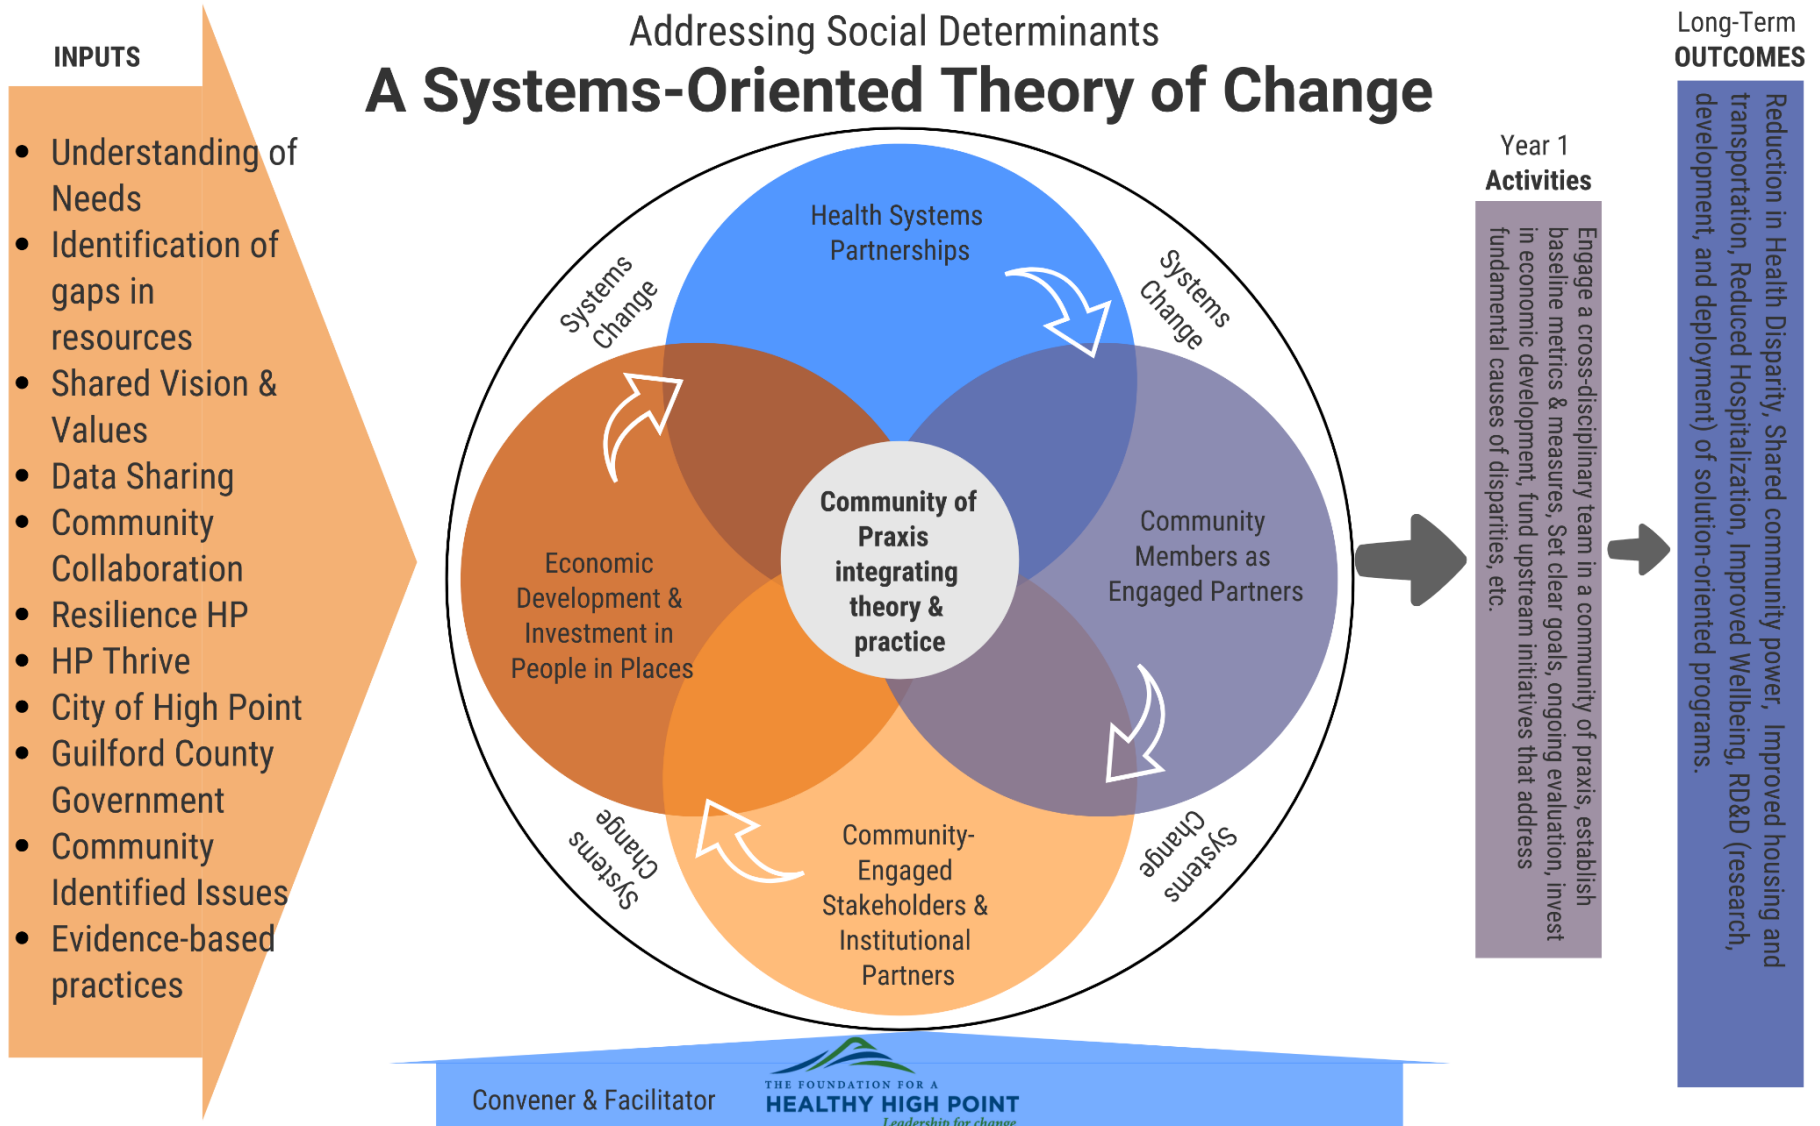 Addressing Social Determinants
A Systems-Oriented Theory of Change
INPUTS
• Understanding of
Needs
• Identification of
gaps in
resources
• Shared Vision &
Values
• Data Sharing
• Community
Collaboration
• Resilience HP
• HP Thrive
• City of High Point
• Guilford County
Government
• Community
Identified Issues
• Evidence-based
practices
Systems
Change
Health Systems
Partnerships
Systems
Change
Community
Members as
Engaged Partners
Systems
Change
Community-
Engaged
Stakeholders &
Institutional
Partners
Systems
Change
Economic
Development &
Investment in
People in Places
Community of
Praxis
integrating
theory &
practice
Convener & Facilitator
THE FOUNDATION FOR A
HEALTHY HIGH POINT
Leadership for change
Year 1
Activities
Engage a cross-disciplinary team in a community of praxis, establish
baseline metrics & measures, Set clear goals, ongoing evaluation, invest
in economic development, fund upstream initiatives that address
fundamental causes of disparities, etc.
Long-Term
OUTCOMES
Reduction in Health Disparity, Shared community power, Improved housing and
transportation, Reduced Hospitalization, Improved Wellbeing, RD&D (research,
development, and deployment) of solution-oriented programs.